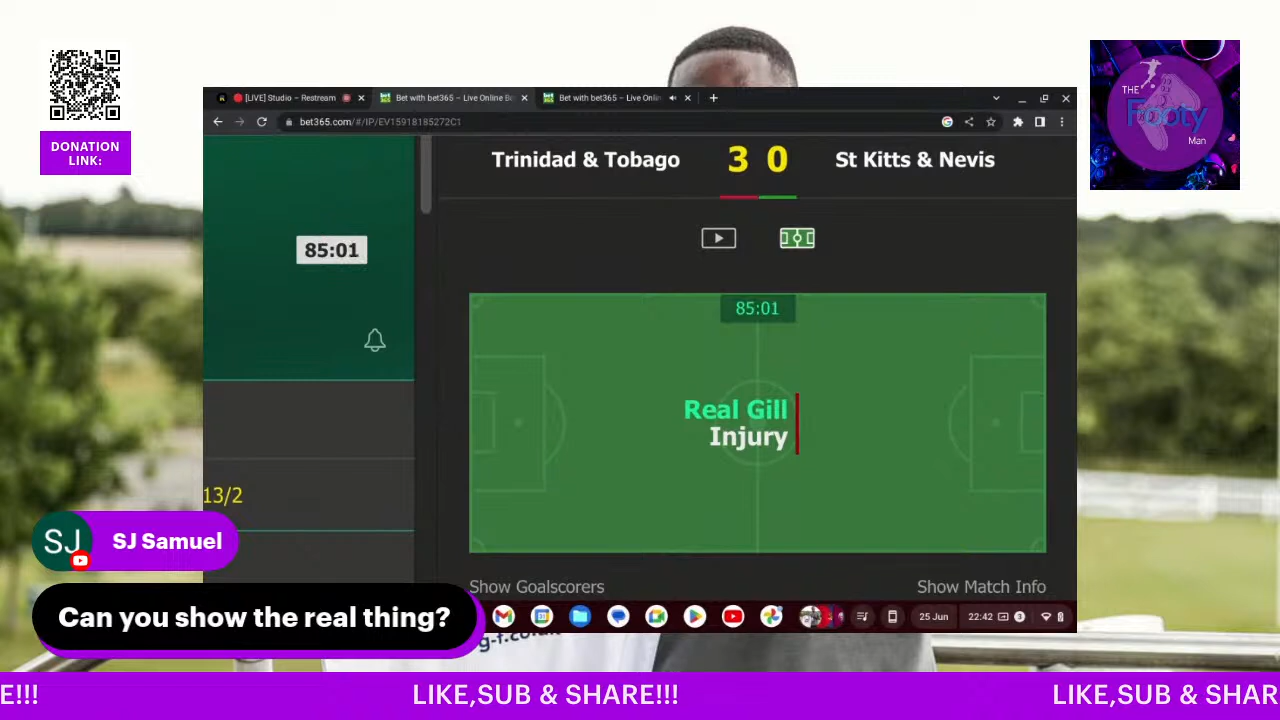 DONATION
LINK:
THE
Footy
Man
[LIVE] Studio – Restream
Bet with bet365 – Live Online Be
Bet with bet365 – Live Onlin
bet365.com/#/IP/EV15918185272C1
Trinidad & Tobago 3 0 St Kitts & Nevis
85:01
85:01
Real Gill
Injury
13/2
Show Goalscorers
Show Match Info
25 Jun
22:42
SJ
SJ Samuel
Can you show the real thing?
E!!!
LIKE,SUB & SHARE!!!
LIKE,SUB & SHAR